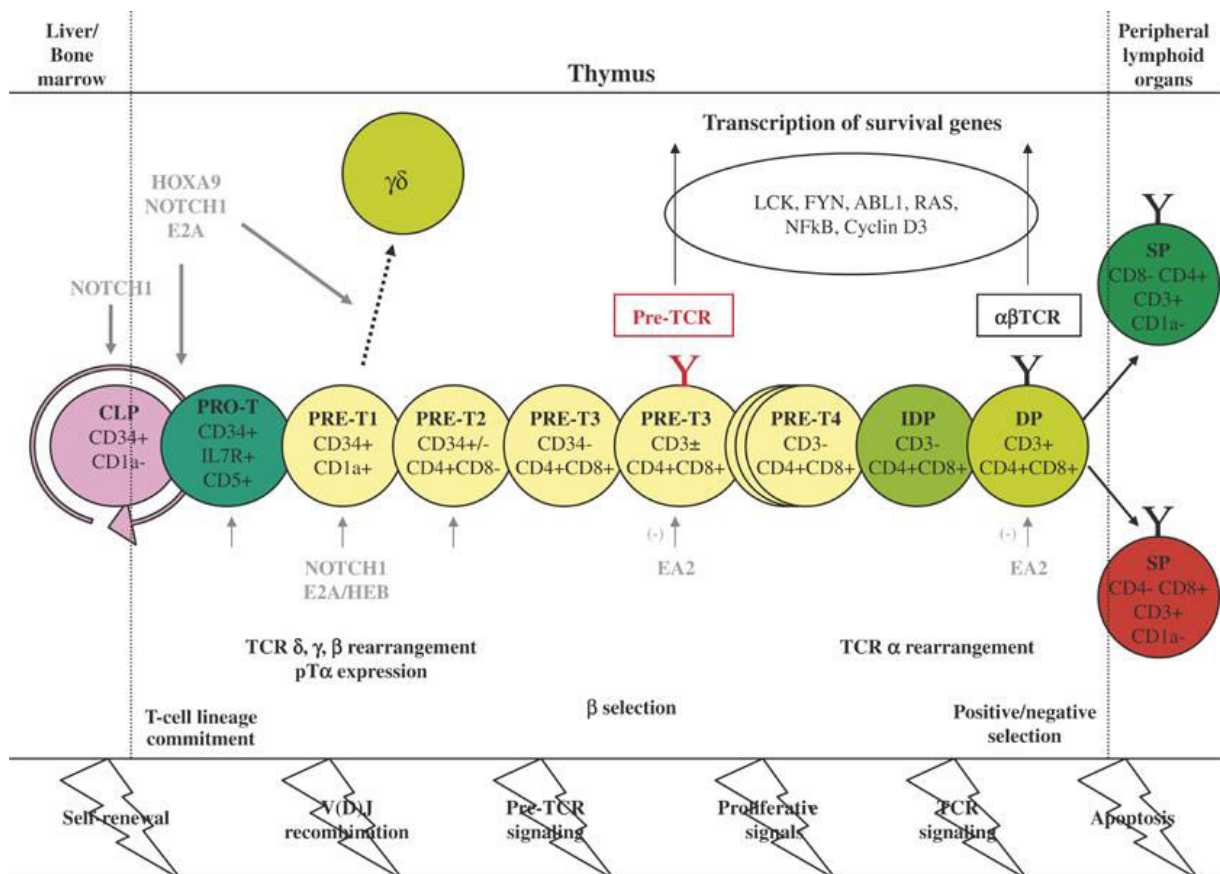 Liver/
Bone
marrow
Thymus
Peripheral
lymphoid
organs
Transcription of survival genes
γδ
HOXA9
NOTCH1
E2A
LCK, FYN, ABL1, RAS,
NFkB, Cyclin D3
NOTCH1
Pre-TCR
αβTCR
Y
SP
CD8- CD4+
CD3+
CD1a-
Y
Y
CLP
CD34+
CD1a-
PRO-T
CD34+
IL7R+
CD5+
PRE-T1
CD34+
CD1a+
PRE-T2
CD34+/-
CD4+CD8-
PRE-T3
CD34-
CD4+CD8+
PRE-T3
CD3±
CD4+CD8+
PRE-T4
CD3-
CD4+CD8+
IDP
CD3-
CD4+CD8+
DP
CD3+
CD4+CD8+
Y
SP
CD4- CD8+
CD3+
CD1a-
NOTCH1
E2A/HEB
(-)
EA2
(-)
EA2
TCR δ, γ, β rearrangement
pTα expression
TCR α rearrangement
β selection
T-cell lineage
commitment
Positive/negative
selection
Self-renewal
V(D)J
recombination
Pre-TCR
signaling
Proliferative
signals
TCR
signaling
Apoptosis